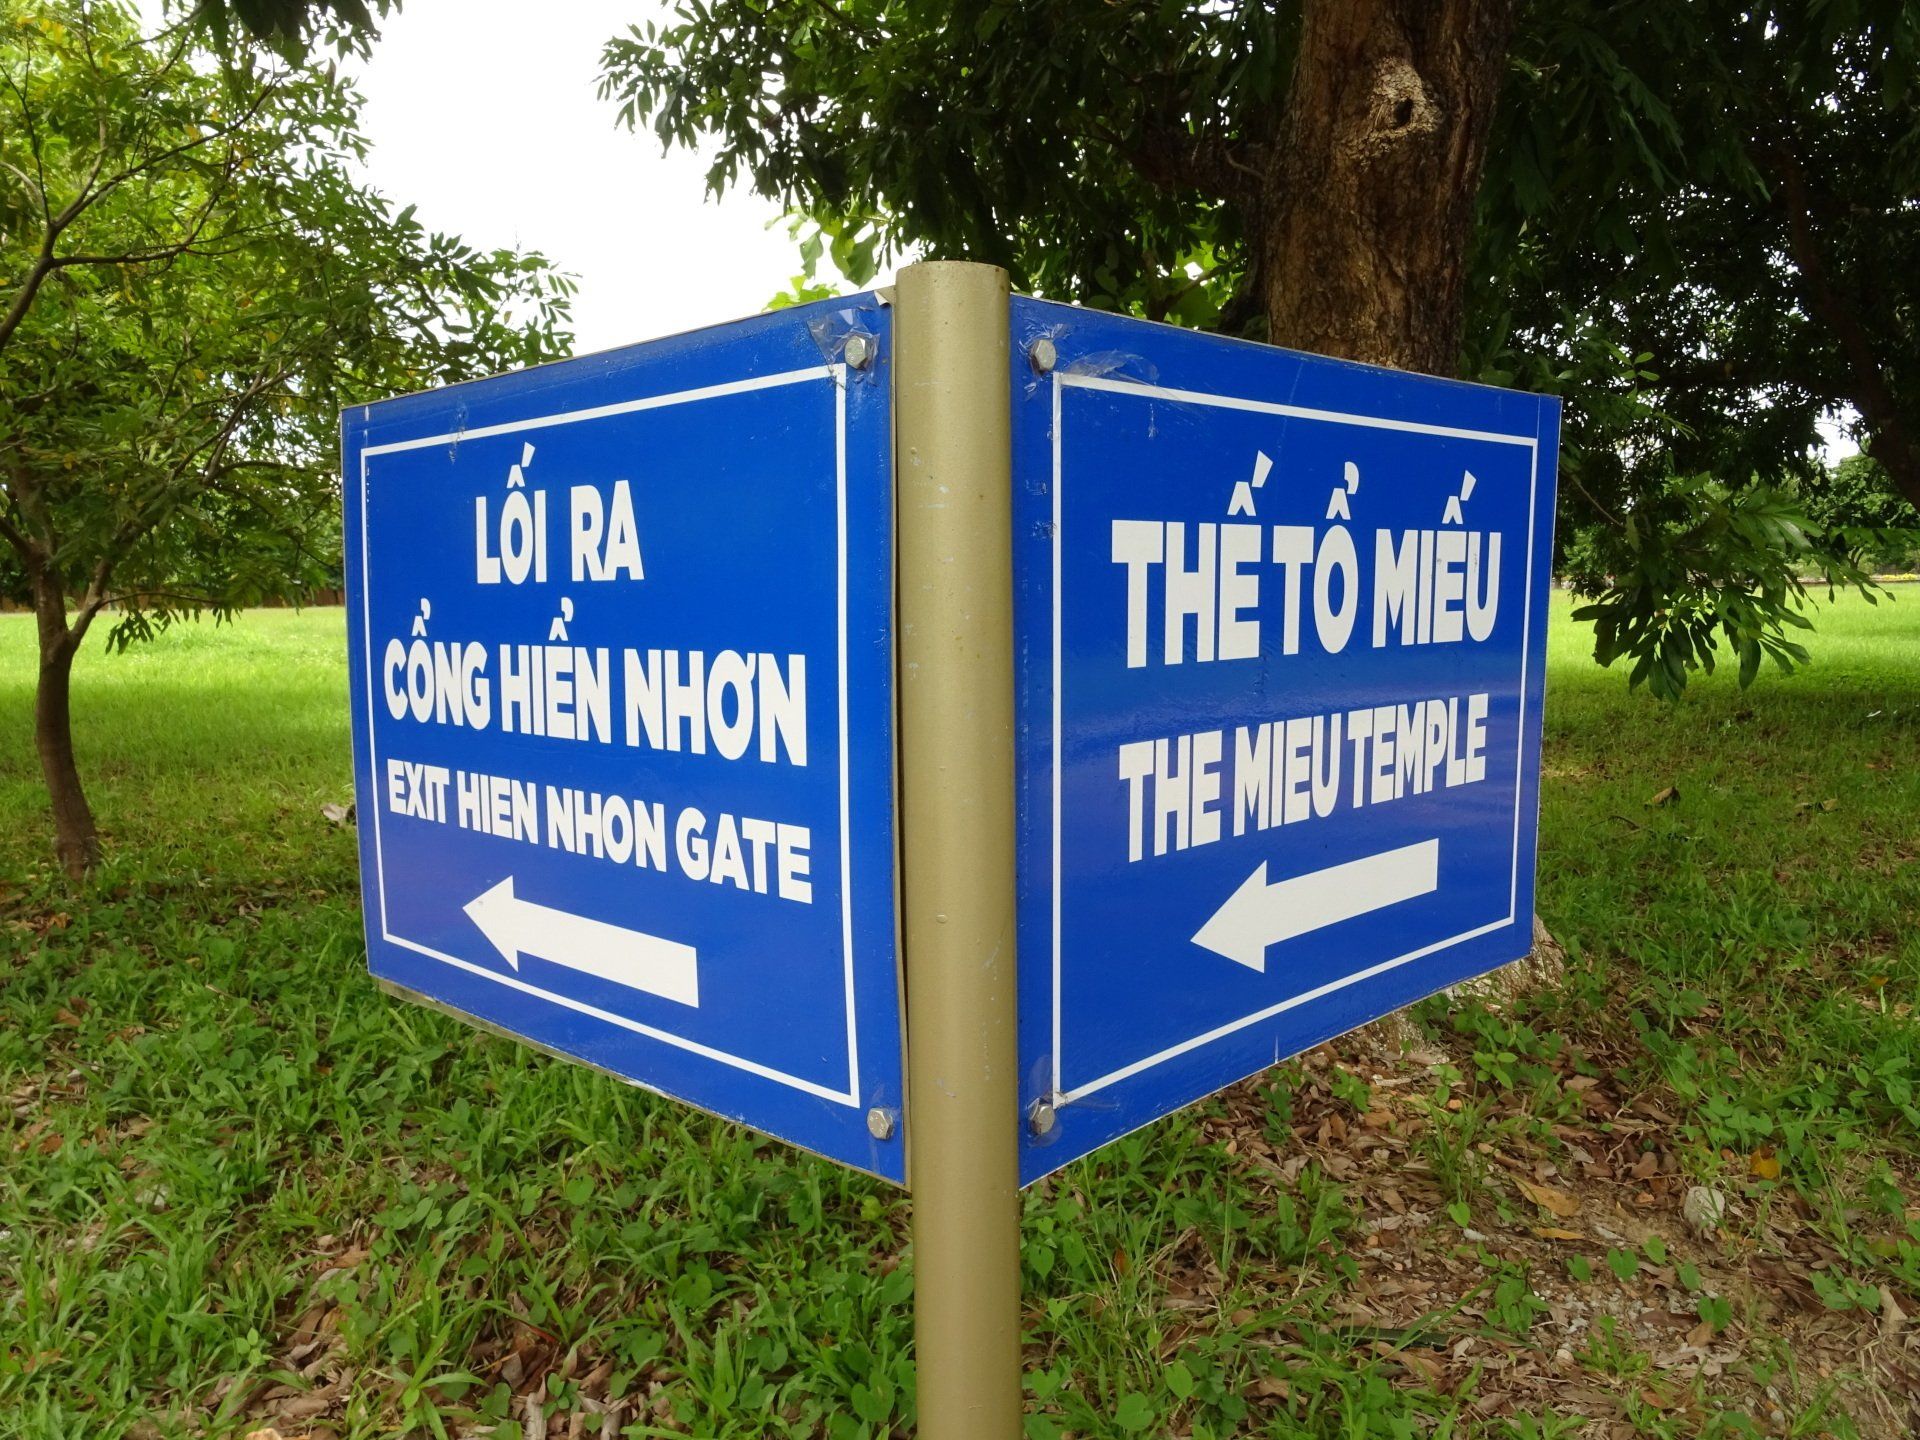 LỐI RA
CỔNG HIỂN NHƠN
EXIT HIEN NHON GATE
THẾ TỔ MIẾU
THE MIEU TEMPLE